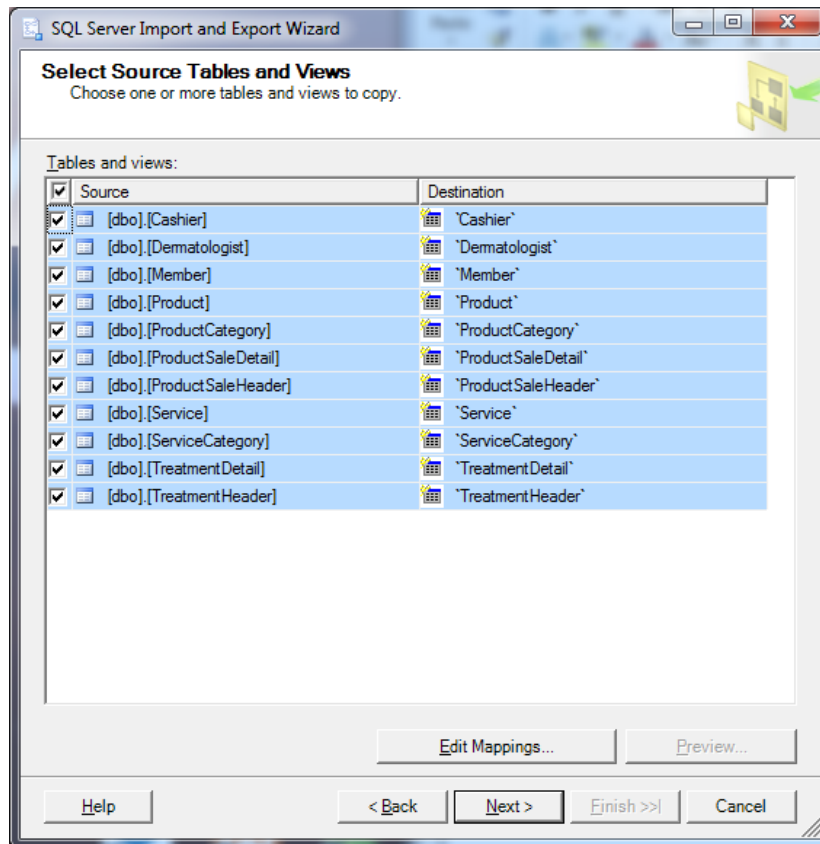 SQL Server Import and Export Wizard
Select Source Tables and Views
Choose one or more tables and views to copy.
Tables and views:
Source Destination
[dbo].[Cashier] `Cashier`
[dbo].[Dermatologist] `Dermatologist`
[dbo].[Member] `Member`
[dbo].[Product] `Product`
[dbo].[ProductCategory] `ProductCategory`
[dbo].[ProductSaleDetail] `ProductSaleDetail`
[dbo].[ProductSaleHeader] `ProductSaleHeader`
[dbo].[Service] `Service`
[dbo].[ServiceCategory] `ServiceCategory`
[dbo].[TreatmentDetail] `TreatmentDetail`
[dbo].[TreatmentHeader] `TreatmentHeader`
Edit Mappings... Preview...
Help < Back Next > Finish >>| Cancel